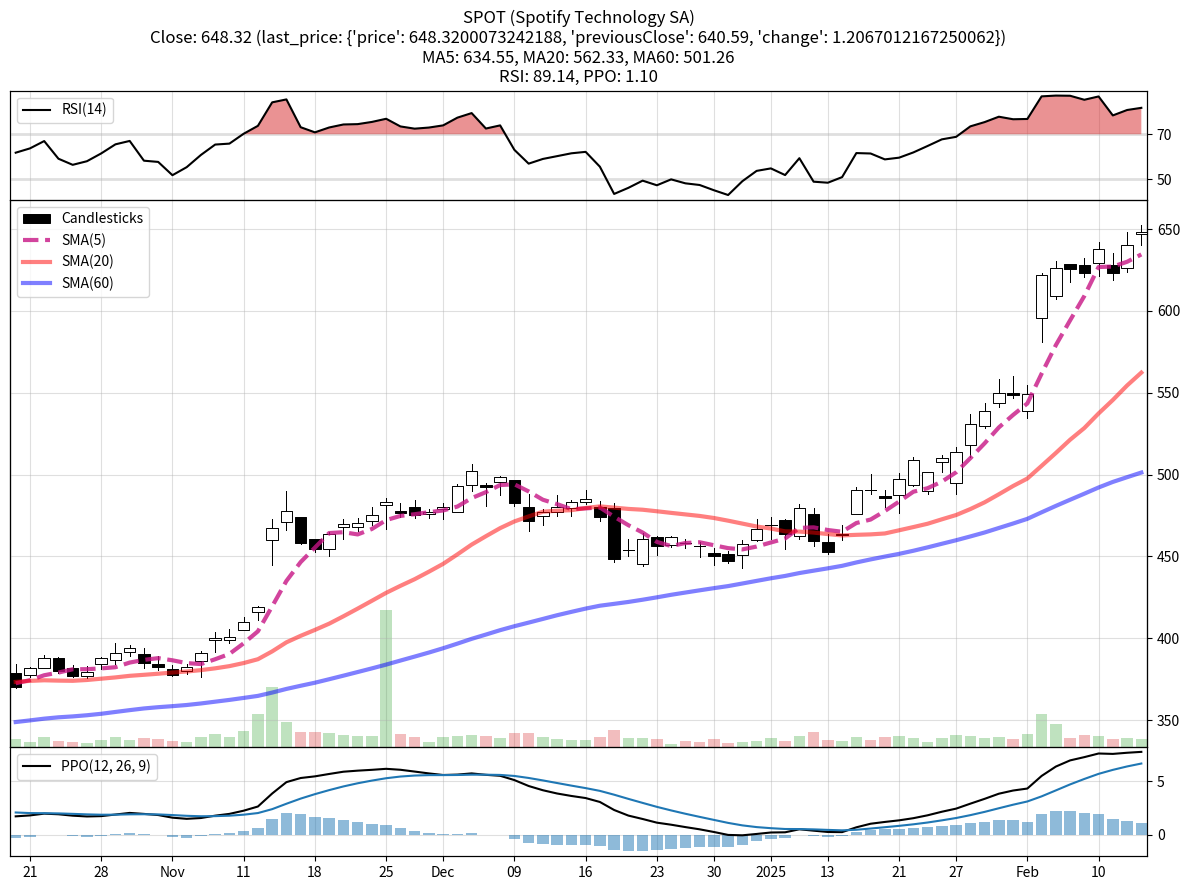 SPOT (Spotify Technology SA)
Close: 648.32 (last_price: {'price': 648.3200073242188, 'previousClose': 640.59, 'change': 1.2067012167250062})
MA5: 634.55, MA20: 562.33, MA60: 501.26
RSI: 89.14, PPO: 1.10
RSI(14)
70
50
Candlesticks
SMA(5)
SMA(20)
SMA(60)
650
600
550
500
450
400
350
PPO(12, 26, 9)
5
0
21 28 Nov 11 18 25 Dec 09 16 23 30 2025 13 21 27 Feb 10